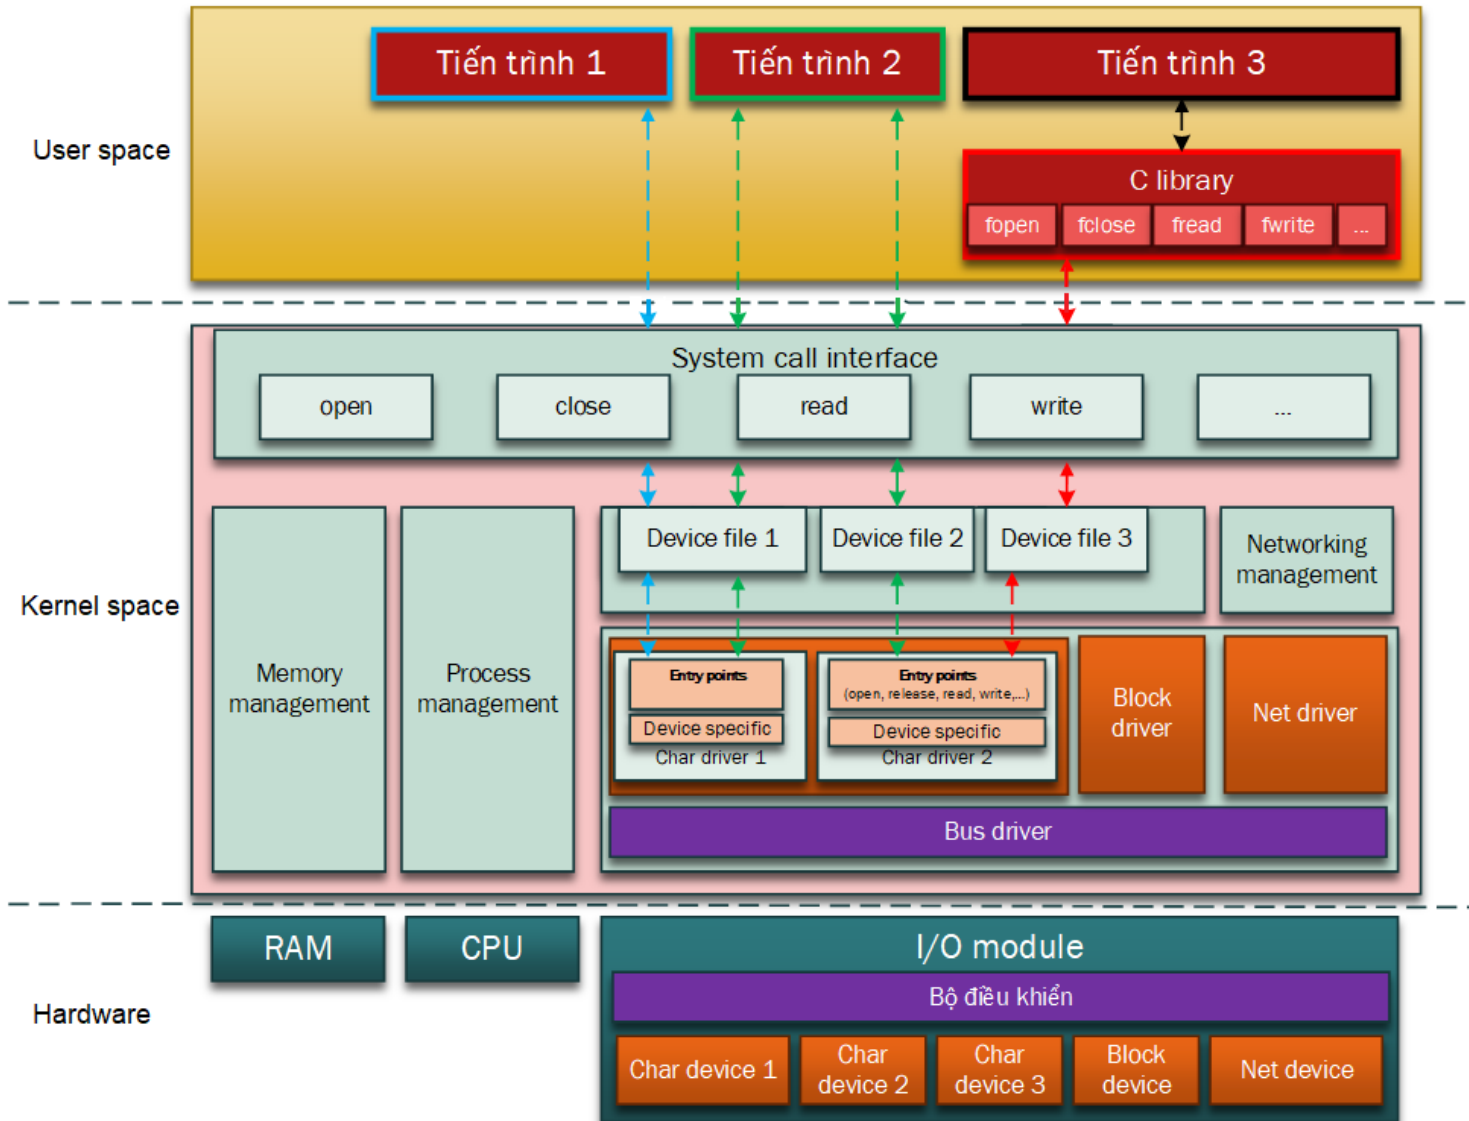 Tiến trình 1
Tiến trình 2
Tiến trình 3
User space
C library
fopen
fclose
fread
fwrite
...
System call interface
open
close
read
write
...
Device file 1
Device file 2
Device file 3
Networking
management
Kernel space
Memory
management
Process
management
Entry points
Device specific
Char driver 1
Entry points
(open, release, read, write,...)
Device specific
Char driver 2
Block
driver
Net driver
Bus driver
RAM
CPU
I/O module
Hardware
Bộ điều khiển
Char device 1
Char
device 2
Char
device 3
Block
device
Net device